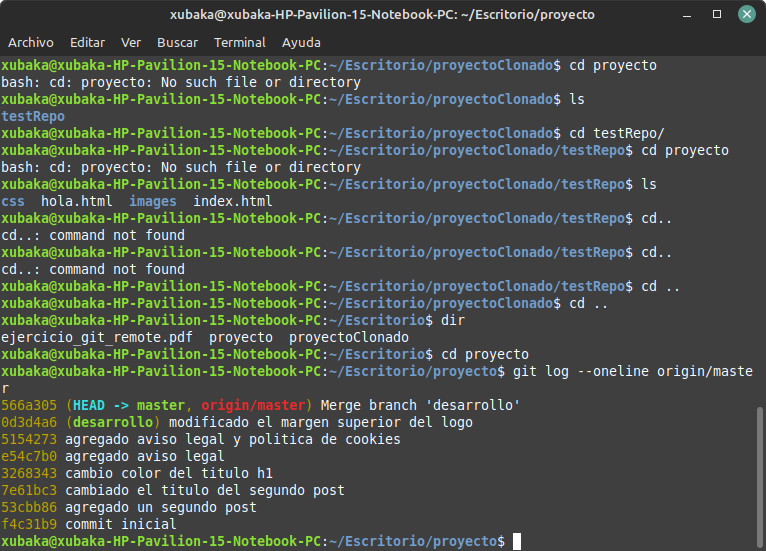 xubaka@xubaka-HP-Pavilion-15-Notebook-PC: ~/Escritorio/proyecto
Archivo Editar Ver Buscar Terminal Ayuda
xubaka@xubaka-HP-Pavilion-15-Notebook-PC:~/Escritorio/proyectoClonado$ cd proyecto
bash: cd: proyecto: No such file or directory
xubaka@xubaka-HP-Pavilion-15-Notebook-PC:~/Escritorio/proyectoClonado$ ls
testRepo
xubaka@xubaka-HP-Pavilion-15-Notebook-PC:~/Escritorio/proyectoClonado$ cd testRepo/
xubaka@xubaka-HP-Pavilion-15-Notebook-PC:~/Escritorio/proyectoClonado/testRepo$ cd proyecto
bash: cd: proyecto: No such file or directory
xubaka@xubaka-HP-Pavilion-15-Notebook-PC:~/Escritorio/proyectoClonado/testRepo$ ls
css  hola.html  images  index.html
xubaka@xubaka-HP-Pavilion-15-Notebook-PC:~/Escritorio/proyectoClonado/testRepo$ cd..
cd..: command not found
xubaka@xubaka-HP-Pavilion-15-Notebook-PC:~/Escritorio/proyectoClonado/testRepo$ cd..
cd..: command not found
xubaka@xubaka-HP-Pavilion-15-Notebook-PC:~/Escritorio/proyectoClonado/testRepo$ cd ..
xubaka@xubaka-HP-Pavilion-15-Notebook-PC:~/Escritorio/proyectoClonado$ cd ..
xubaka@xubaka-HP-Pavilion-15-Notebook-PC:~/Escritorio$ dir
ejercicio_git_remote.pdf  proyecto  proyectoClonado
xubaka@xubaka-HP-Pavilion-15-Notebook-PC:~/Escritorio$ cd proyecto
xubaka@xubaka-HP-Pavilion-15-Notebook-PC:~/Escritorio/proyecto$ git log --oneline origin/maste
r
566a305 (HEAD -> master, origin/master) Merge branch 'desarrollo'
0d3d4a6 (desarrollo) modificado el margen superior del logo
5154273 agregado aviso legal y politica de cookies
e54c7b0 agregado aviso legal
3268343 cambio color del titulo h1
7e61bc3 cambiado el titulo del segundo post
53cbb86 agregado un segundo post
f4c31b9 commit inicial
xubaka@xubaka-HP-Pavilion-15-Notebook-PC:~/Escritorio/proyecto$